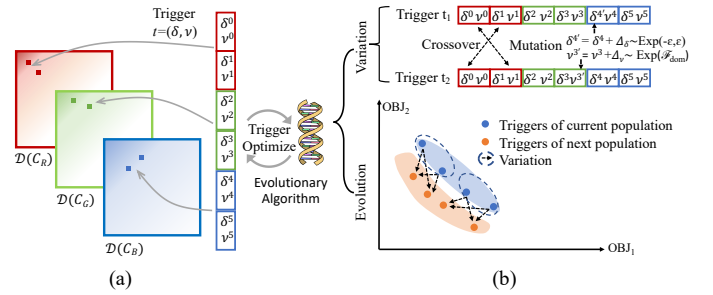 Trigger
t=(δ, ν)
𝒟(C_R)
𝒟(C_G)
𝒟(C_B)
δ⁰
ν⁰
δ¹
ν¹
δ²
ν²
δ³
ν³
δ⁴
ν⁴
δ⁵
ν⁵
Trigger
Optimize
Evolutionary
Algorithm
(a)
Variation
Trigger t₁
δ⁰ ν⁰ δ¹ ν¹ δ² ν² δ³ ν³ δ⁴′ ν⁴ δ⁵ ν⁵
Crossover
Mutation
δ⁴′ = δ⁴ + Δ_δ~Exp(-ε,ε)
ν³′ = ν³ + Δ_ν~ Exp(ℱ_dom)
Trigger t₂
δ⁰ ν⁰ δ¹ ν¹ δ² ν² δ³ ν³′ δ⁴ ν⁴ δ⁵ ν⁵
Evolution
OBJ₂
Triggers of current population
Triggers of next population
Variation
OBJ₁
(b)